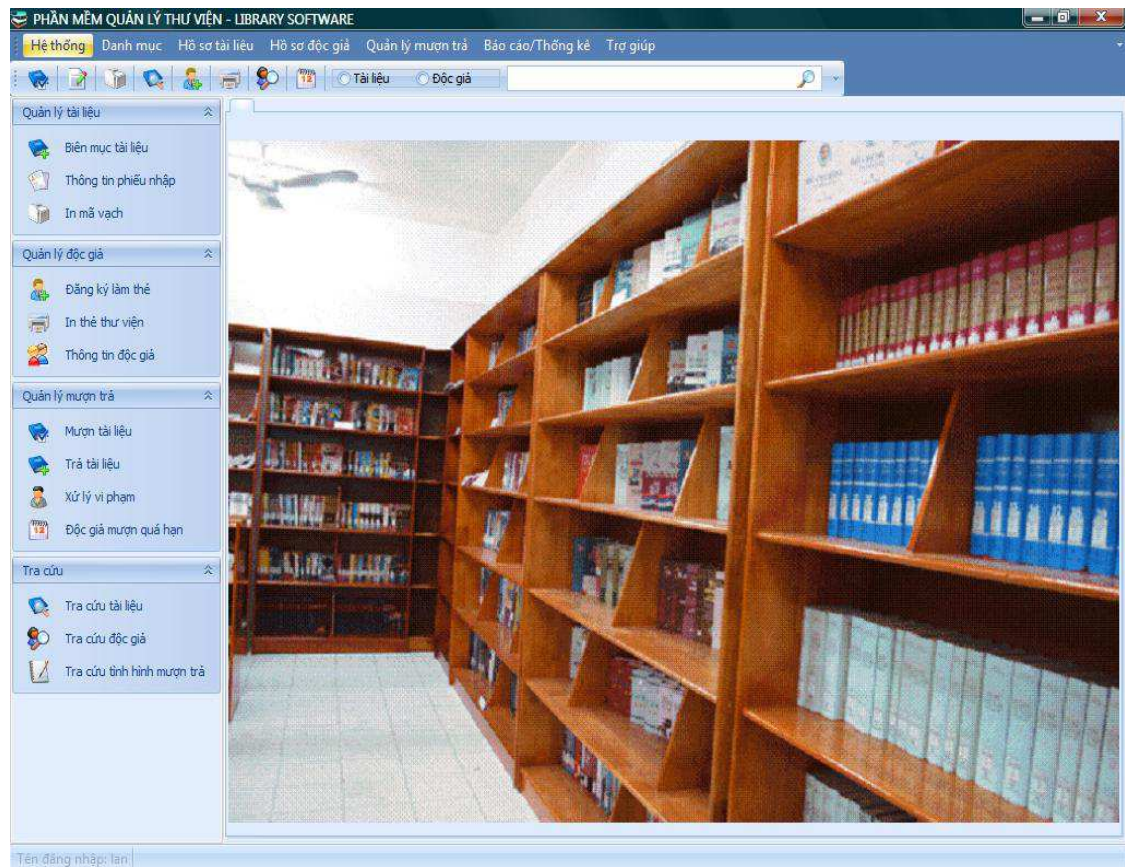 PHẦN MỀM QUẢN LÝ THƯ VIỆN - LIBRARY SOFTWARE
Hệ thống Danh mục Hồ sơ tài liệu Hồ sơ độc giả Quản lý mượn trả Báo cáo/Thống kê Trợ giúp
12 Tài liệu Độc giả
Quản lý tài liệu
Biên mục tài liệu
Thông tin phiếu nhập
In mã vạch
Quản lý độc giả
Đăng ký làm thẻ
In thẻ thư viện
Thông tin độc giả
Quản lý mượn trả
Mượn tài liệu
Trả tài liệu
Xử lý vi phạm
12 Độc giả mượn quá hạn
Tra cứu
Tra cứu tài liệu
Tra cứu độc giả
Tra cứu tình hình mượn trả
Tên đăng nhập: lan